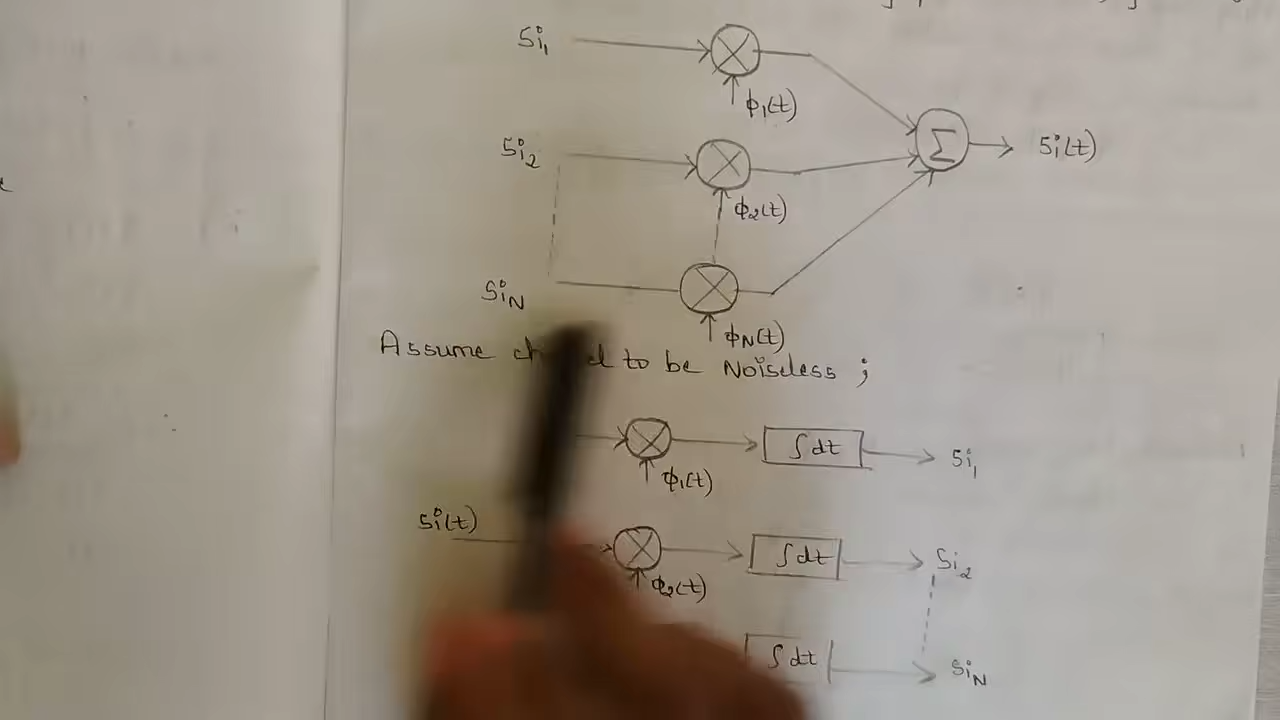 Si₁
ϕ₁(t)
Si₂
Σ
Si(t)
ϕ₂(t)
SiN
ϕN(t)
Assume to be Noiseless ;
∫dt
Si₁
ϕ₁(t)
Si(t)
∫dt
Si₂
ϕ₂(t)
∫dt
SiN